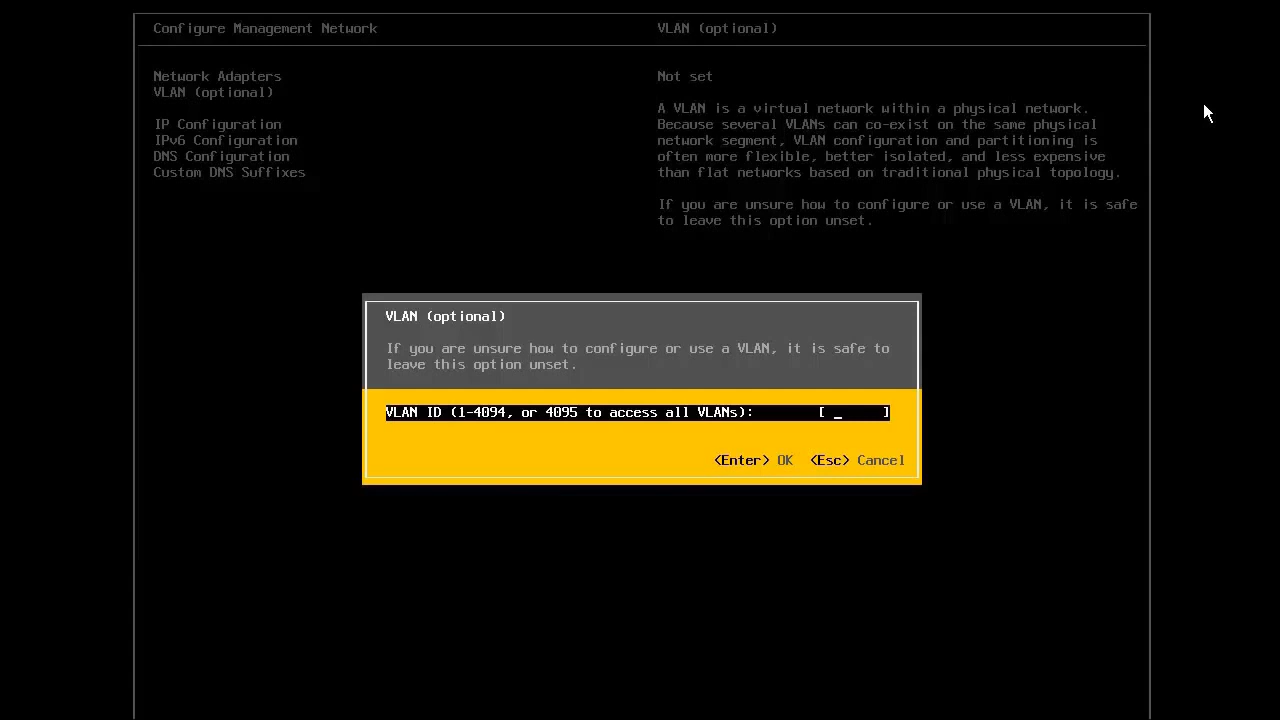 Configure Management Network
VLAN (optional)
Network Adapters
VLAN (optional)
IP Configuration
IPv6 Configuration
DNS Configuration
Custom DNS Suffixes
Not set
A VLAN is a virtual network within a physical network.
Because several VLANs can co-exist on the same physical
network segment, VLAN configuration and partitioning is
often more flexible, better isolated, and less expensive
than flat networks based on traditional physical topology.
If you are unsure how to configure or use a VLAN, it is safe
to leave this option unset.
VLAN (optional)
If you are unsure how to configure or use a VLAN, it is safe to
leave this option unset.
VLAN ID (1-4094, or 4095 to access all VLANs): [ _ ]
<Enter> OK <Esc> Cancel